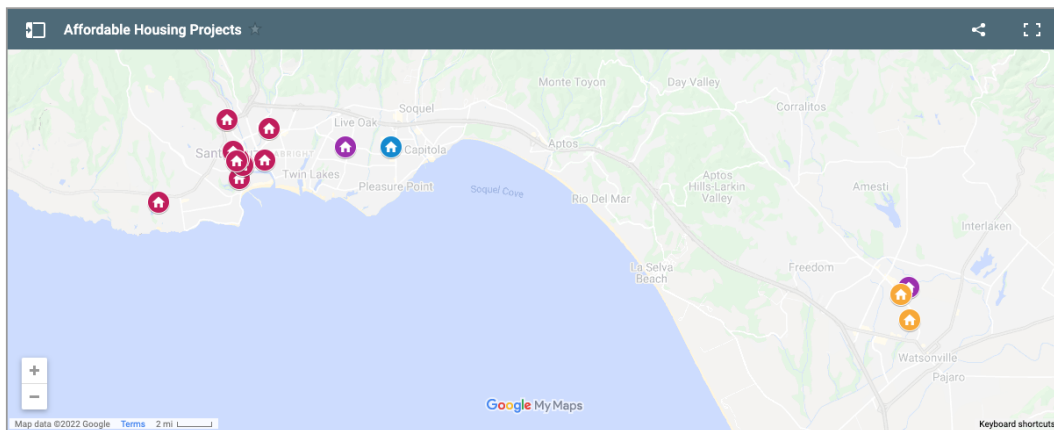 Affordable Housing Projects
Monte Toyon
Day Valley
Soquel
Corralitos
Live Oak
Aptos
Capitola
Twin Lakes
Pleasure Point
Soquel Cove
Aptos
Hills-Larkin
Valley
Amesti
Rio Del Mar
Interlaken
La Selva
Beach
Freedom
Watsonville
Pajaro
+
−
Google My Maps
Map data ©2022 Google Terms 2 mi
Keyboard shortcuts